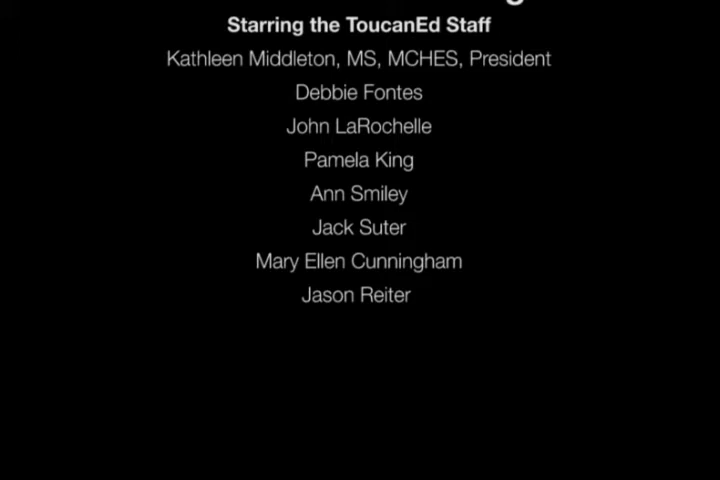 Starring the ToucanEd Staff
Kathleen Middleton, MS, MCHES, President
Debbie Fontes
John LaRochelle
Pamela King
Ann Smiley
Jack Suter
Mary Ellen Cunningham
Jason Reiter